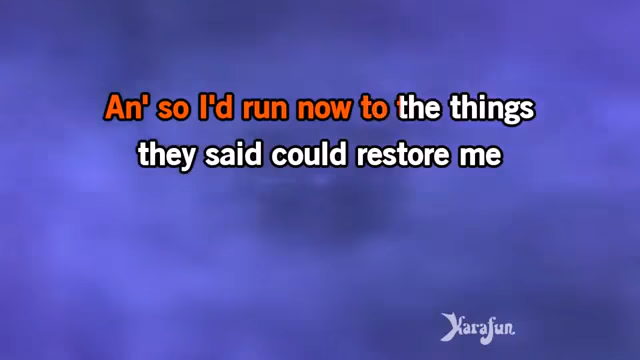 An' so I'd run now to the things
they said could restore me
Karafun